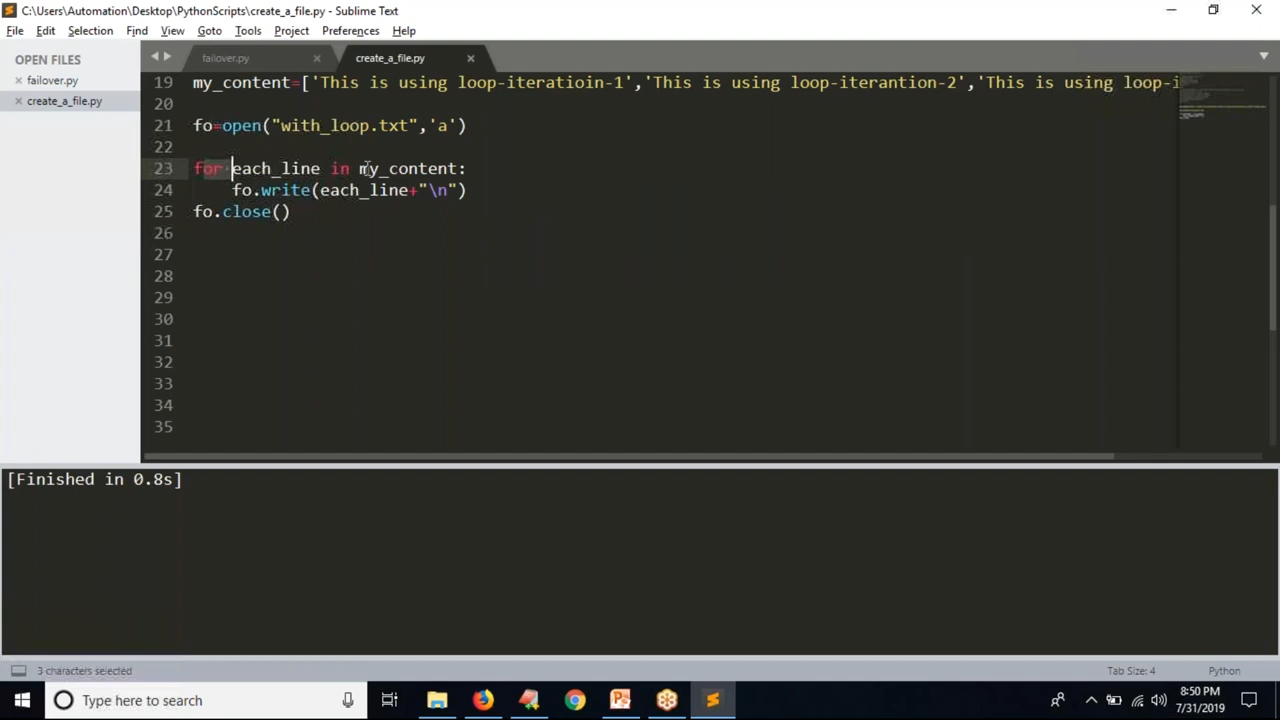 C:\Users\Automation\Desktop\PythonScripts\create_a_file.py - Sublime Text
File Edit Selection Find View Goto Tools Project Preferences Help
OPEN FILES
failover.py
create_a_file.py
failover.py create_a_file.py
19 my_content=['This is using loop-iteratioin-1','This is using loop-iterantion-2','This is using loop-i
20
21 fo=open("with_loop.txt",'a')
22
23 for each_line in my_content:
24 fo.write(each_line+"\n")
25 fo.close()
26
27
28
29
30
31
32
33
34
35
[Finished in 0.8s]
3 characters selected Tab Size: 4 Python
Type here to search
8:50 PM
7/31/2019